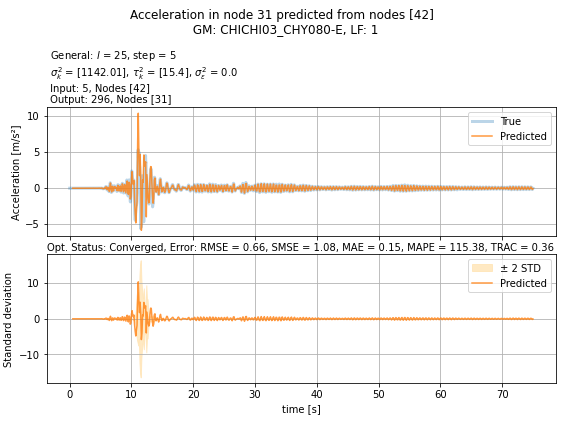 Acceleration in node 31 predicted from nodes [42]
GM: CHICHI03_CHY080-E, LF: 1
General: l = 25, step = 5
σ²ₖ = [1142.01], τ²ₖ = [15.4], σ²ε = 0.0
Input: 5, Nodes [42]
Output: 296, Nodes [31]
10
5
0
−5
Acceleration [m/s²]
True
Predicted
Opt. Status: Converged, Error: RMSE = 0.66, SMSE = 1.08, MAE = 0.15, MAPE = 115.38, TRAC = 0.36
10
0
−10
Standard deviation
± 2 STD
Predicted
0 10 20 30 40 50 60 70
time [s]